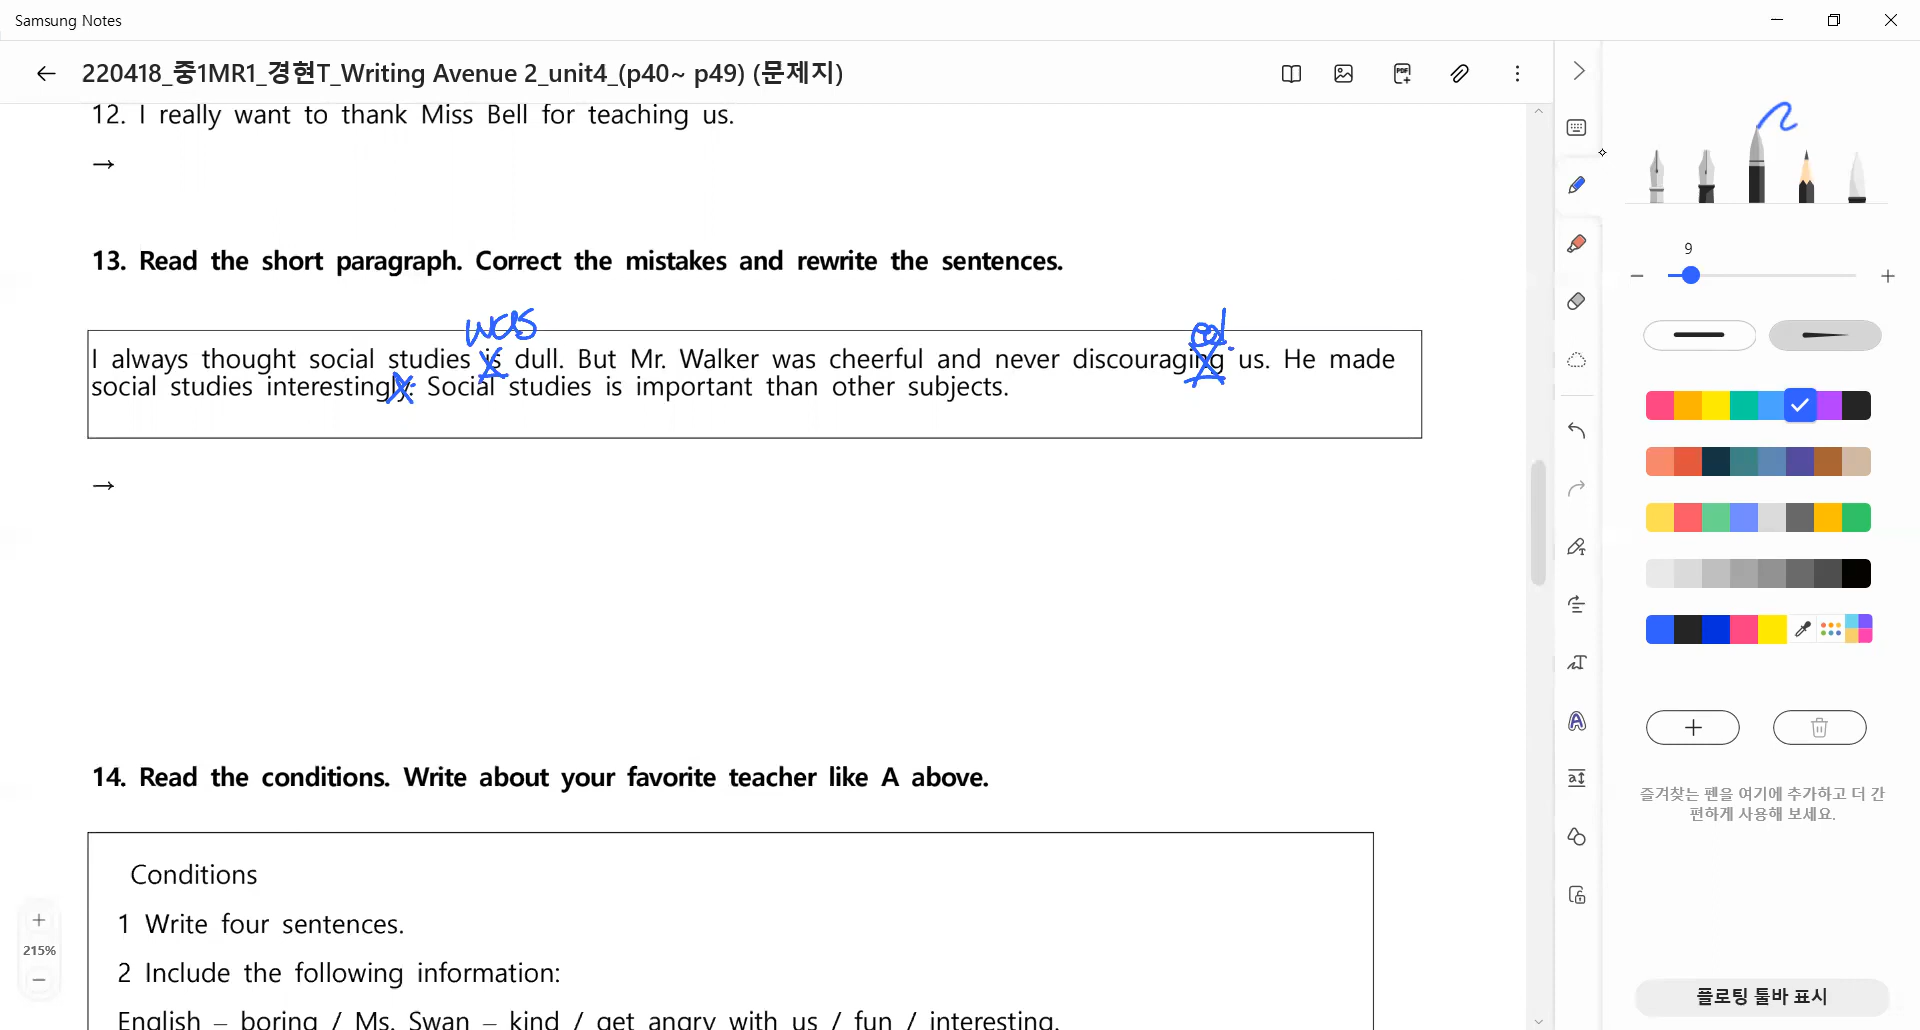 Samsung Notes
220418_중1MR1_경현T_Writing Avenue 2_unit4_(p40~ p49) (문제지)
12. I really want to thank Miss Bell for teaching us.
→
13. Read the short paragraph. Correct the mistakes and rewrite the sentences.
was
ed.
I always thought social studies is dull. But Mr. Walker was cheerful and never discouraging us. He made
social studies interestingly. Social studies is important than other subjects.
→
14. Read the conditions. Write about your favorite teacher like A above.
Conditions
1 Write four sentences.
2 Include the following information:
English – boring / Ms. Swan – kind / get angry with us / fun / interesting.
215%
PDF
9
즐겨찾는 펜을 여기에 추가하고 더 간
편하게 사용해 보세요.
플로팅 툴바 표시